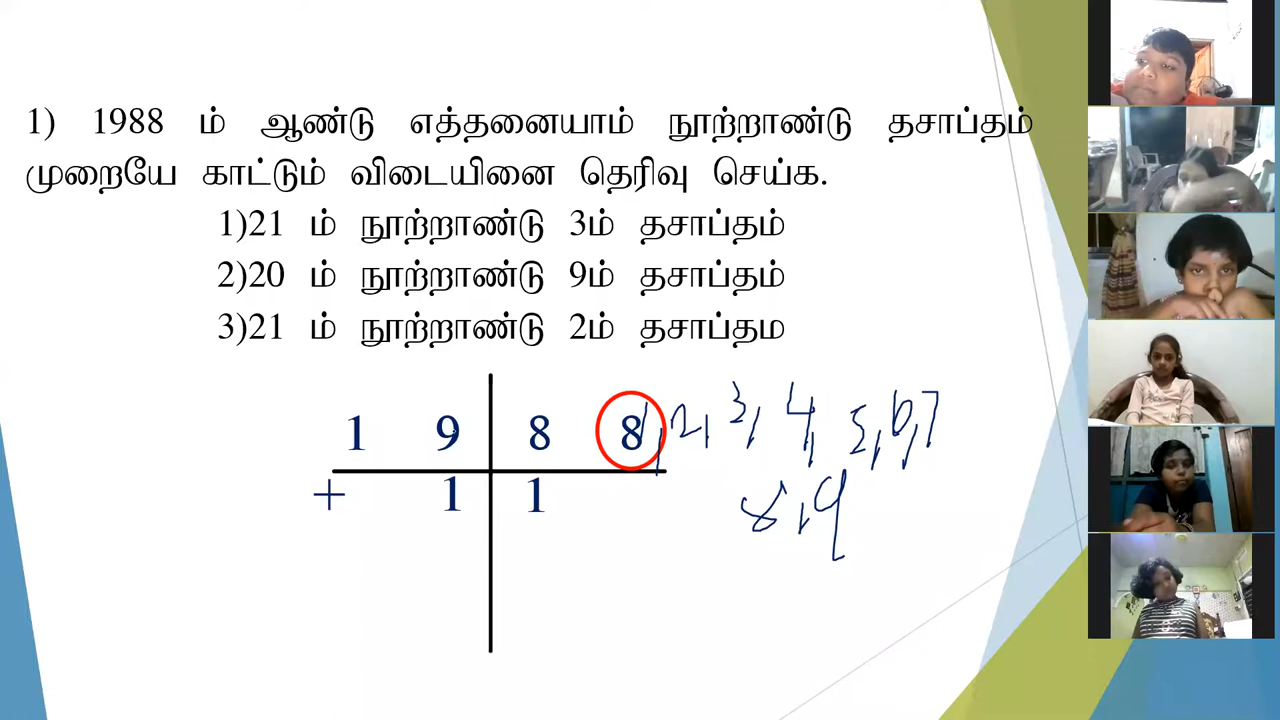 1) 1988 ம் ஆண்டு எத்தனையாம் நூற்றாண்டு தசாப்தம்
முறையே காட்டும் விடையினை தெரிவு செய்க.
1)21 ம் நூற்றாண்டு 3ம் தசாப்தம்
2)20 ம் நூற்றாண்டு 9ம் தசாப்தம்
3)21 ம் நூற்றாண்டு 2ம் தசாப்தம
1 9 8 8 1, 2, 3, 4, 5, 6, 7
8, 9
+ 1 1